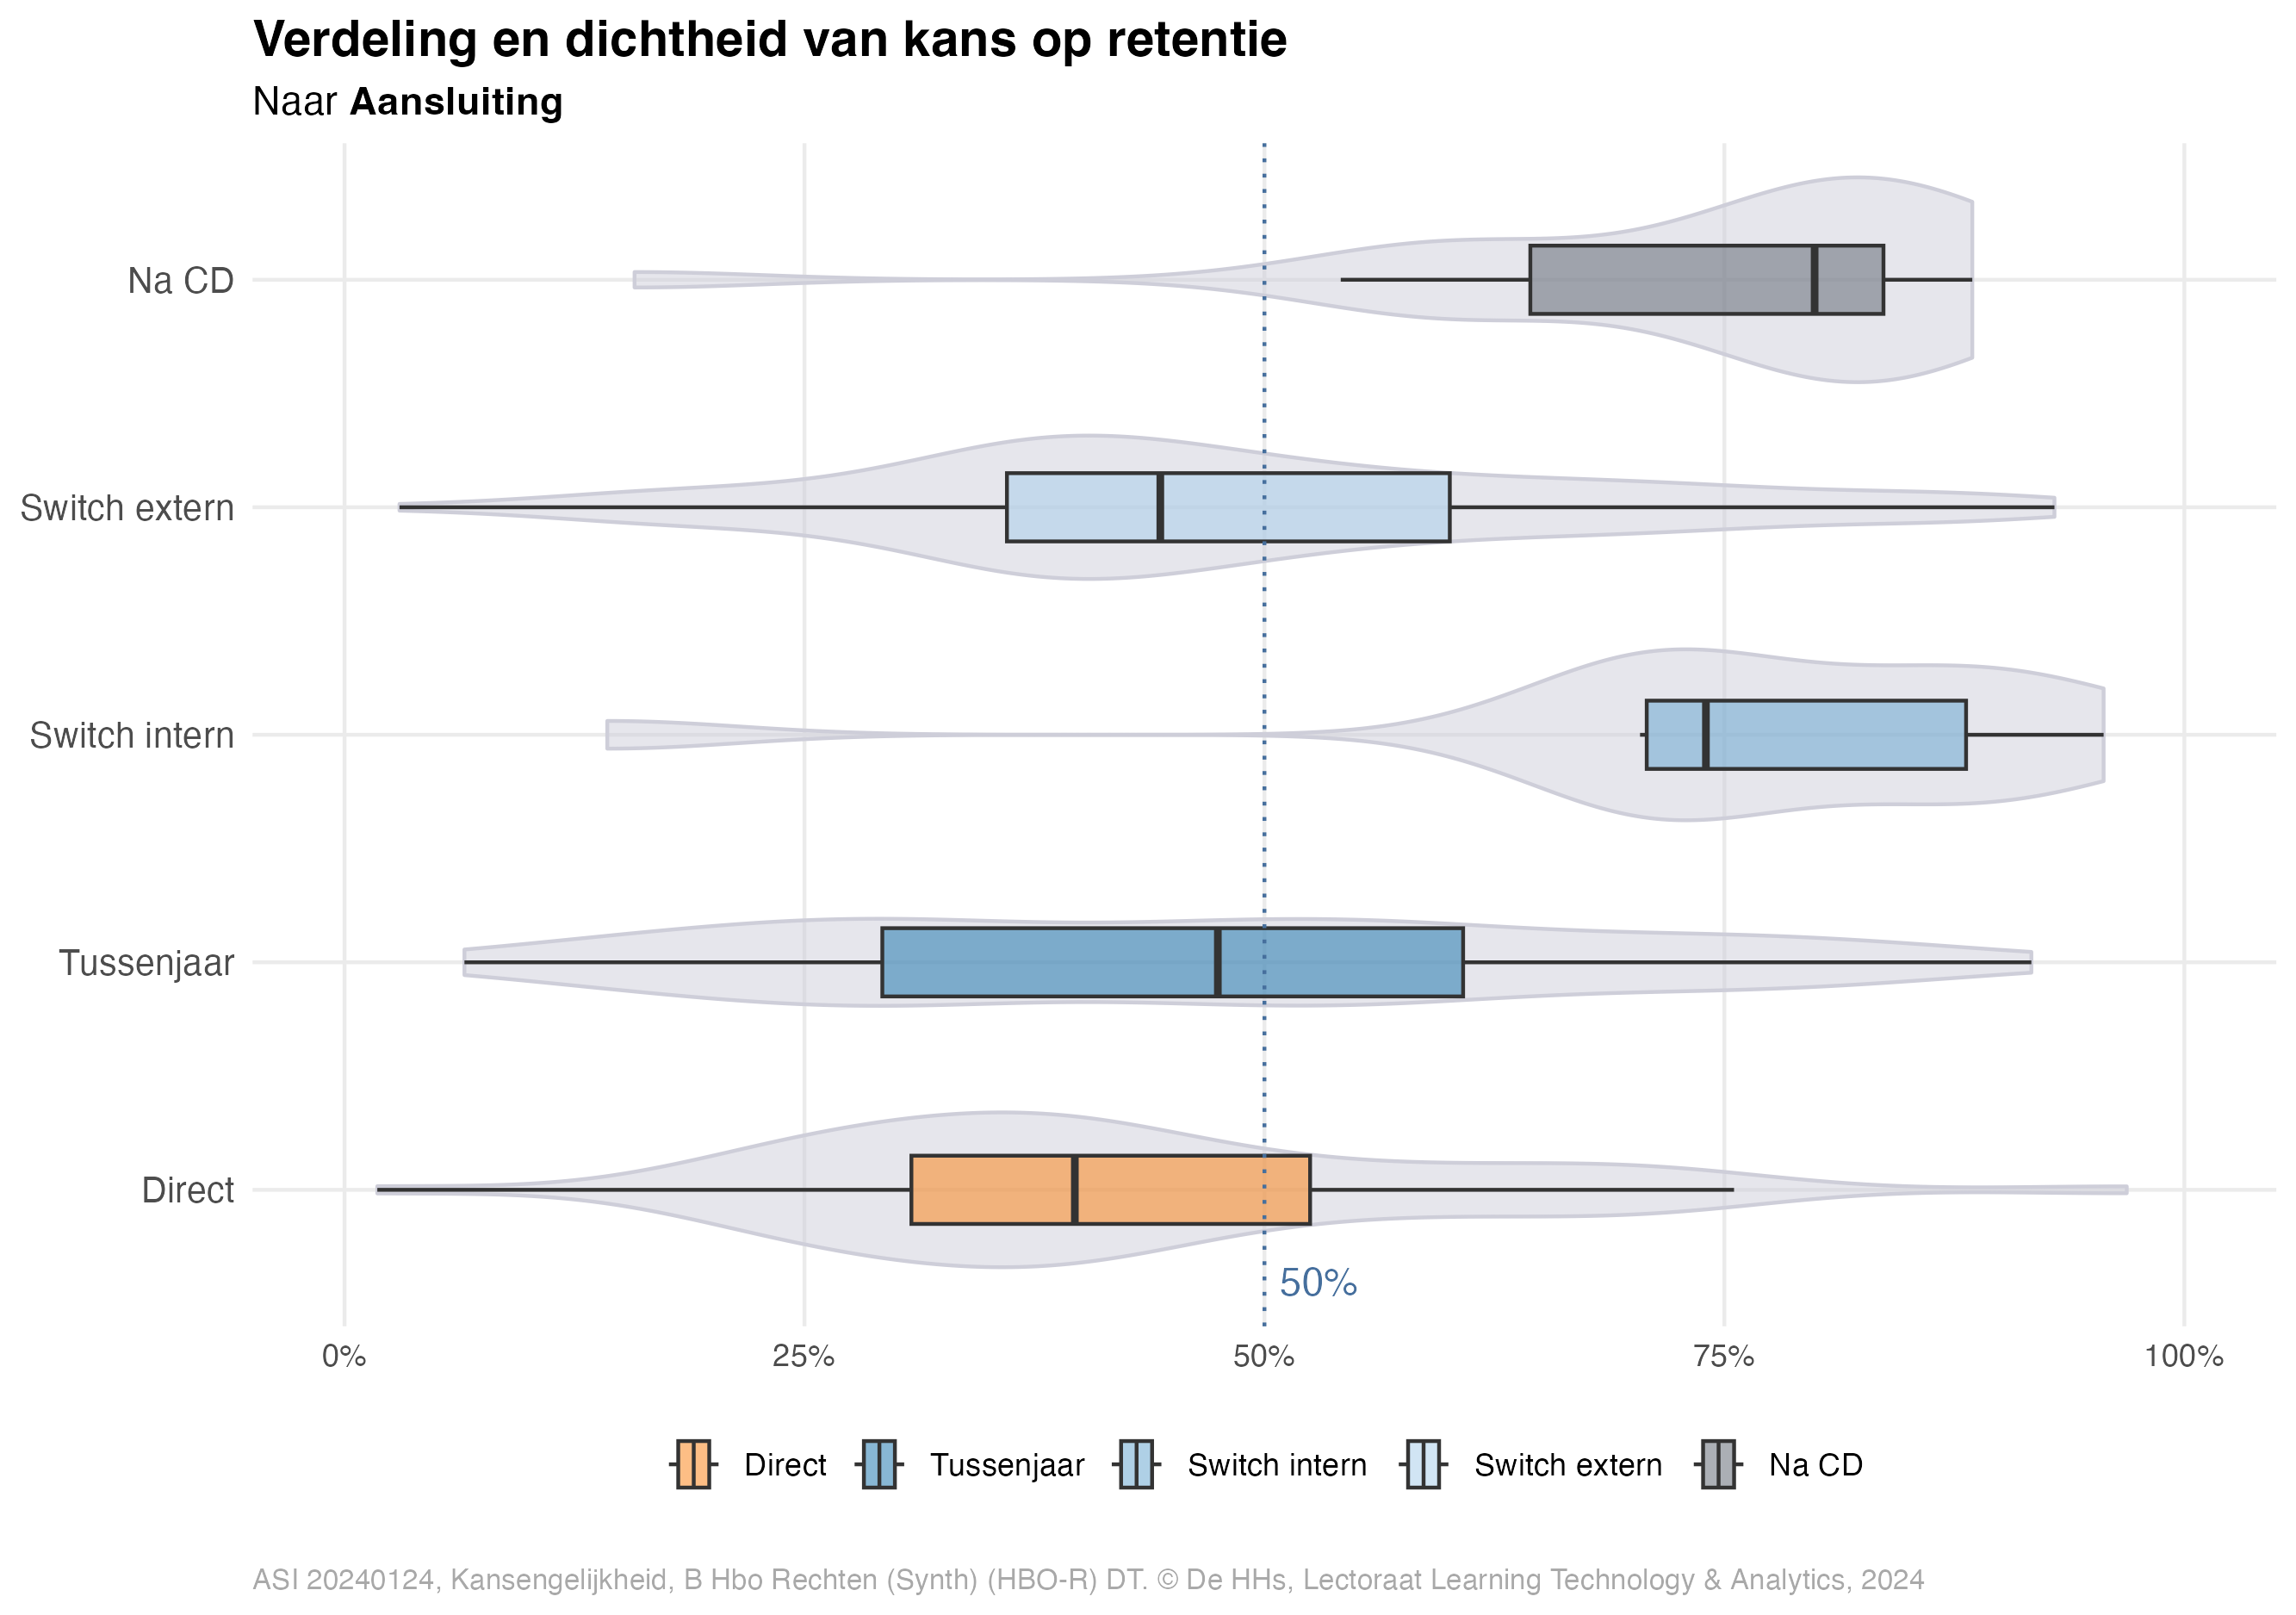 Verdeling en dichtheid van kans op retentie
Naar Aansluiting
Na CD
Switch extern
Switch intern
Tussenjaar
Direct
50%
0% 25% 50% 75% 100%
Direct Tussenjaar Switch intern Switch extern Na CD
ASI 20240124, Kansengelijkheid, B Hbo Rechten (Synth) (HBO-R) DT. © De HHs, Lectoraat Learning Technology & Analytics, 2024